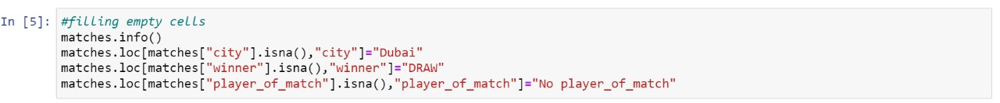 In [5]: #filling empty cells
matches.info()
matches.loc[matches["city"].isna(),"city"]="Dubai"
matches.loc[matches["winner"].isna(),"winner"]="DRAW"
matches.loc[matches["player_of_match"].isna(),"player_of_match"]="No player_of_match"